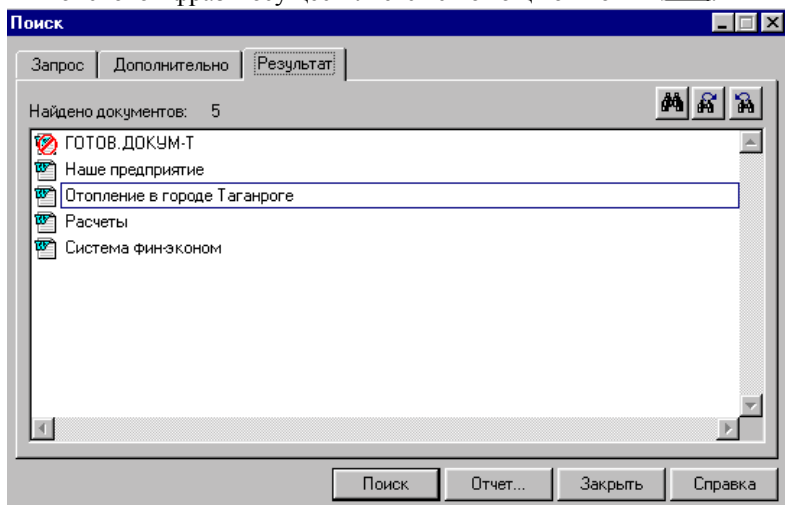 Поиск
Запрос Дополнительно Результат
Найдено документов: 5
ГОТОВ.ДОКУМ-Т
Наше предприятие
Отопление в городе Таганроге
Расчеты
Система фин-эконом
Поиск Отчет... Закрыть Справка